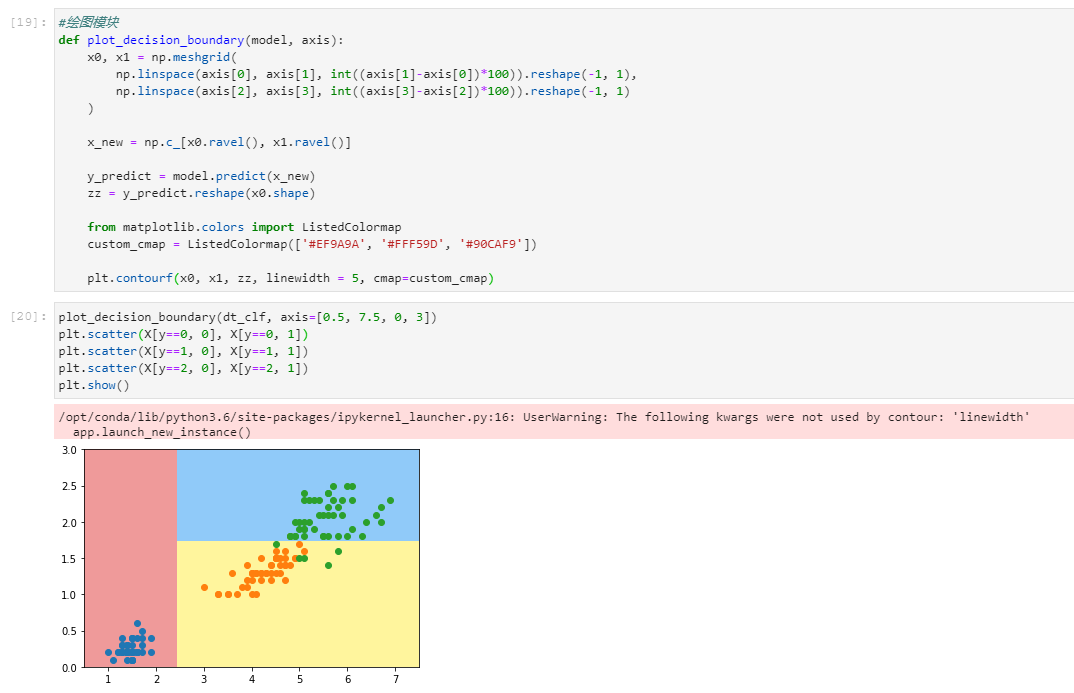 [19]: #绘图模块
def plot_decision_boundary(model, axis):
    x0, x1 = np.meshgrid(
        np.linspace(axis[0], axis[1], int((axis[1]-axis[0])*100)).reshape(-1, 1),
        np.linspace(axis[2], axis[3], int((axis[3]-axis[2])*100)).reshape(-1, 1)
    )
    x_new = np.c_[x0.ravel(), x1.ravel()]
    y_predict = model.predict(x_new)
    zz = y_predict.reshape(x0.shape)
    from matplotlib.colors import ListedColormap
    custom_cmap = ListedColormap(['#EF9A9A', '#FFF59D', '#90CAF9'])
    plt.contourf(x0, x1, zz, linewidth = 5, cmap=custom_cmap)
[20]: plot_decision_boundary(dt_clf, axis=[0.5, 7.5, 0, 3])
plt.scatter(X[y==0, 0], X[y==0, 1])
plt.scatter(X[y==1, 0], X[y==1, 1])
plt.scatter(X[y==2, 0], X[y==2, 1])
plt.show()
/opt/conda/lib/python3.6/site-packages/ipykernel_launcher.py:16: UserWarning: The following kwargs were not used by contour: 'linewidth'
  app.launch_new_instance()
3.0
2.5
2.0
1.5
1.0
0.5
0.0
1 2 3 4 5 6 7